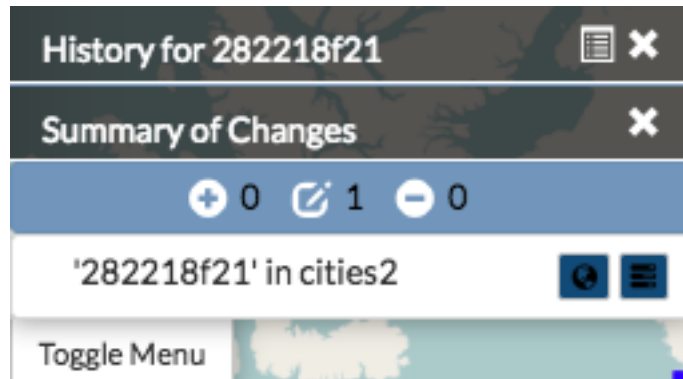 History for 282218f21
Summary of Changes
0 1 0
'282218f21' in cities2
Toggle Menu